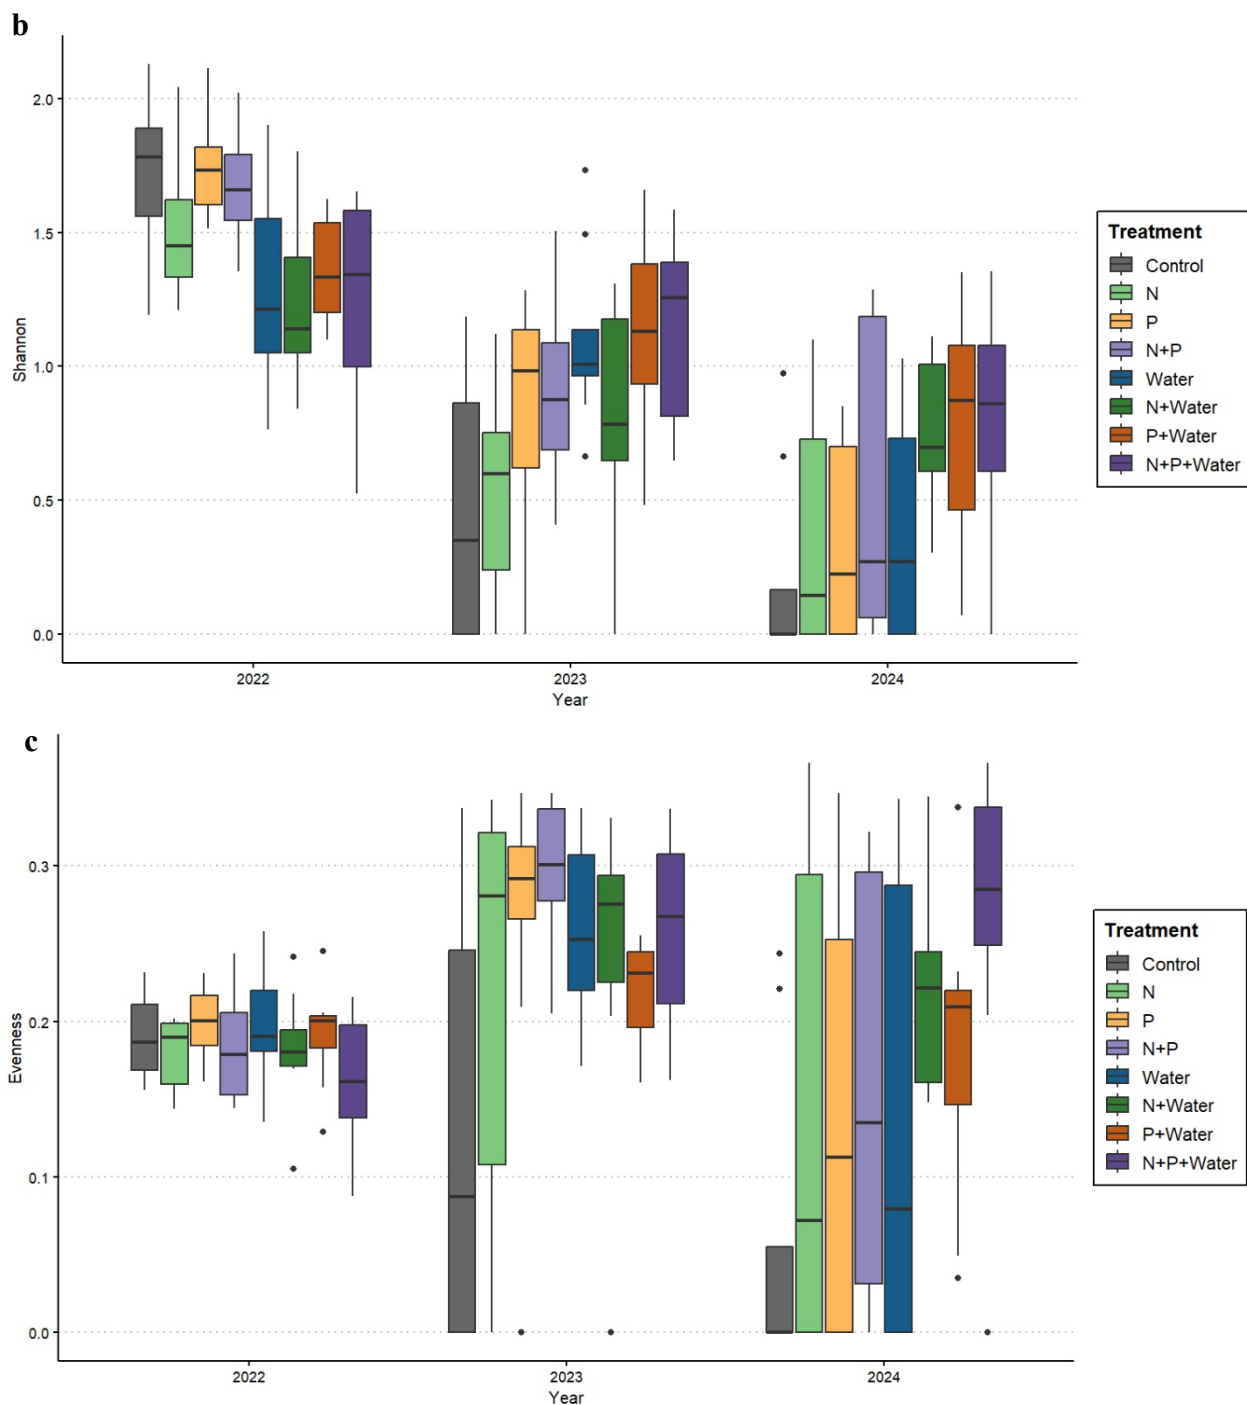 b
Shannon
2.0
1.5
1.0
0.5
0.0
2022
2023
2024
Year
Treatment
Control
N
P
N+P
Water
N+Water
P+Water
N+P+Water
c
Evenness
0.3
0.2
0.1
0.0
2022
2023
2024
Year
Treatment
Control
N
P
N+P
Water
N+Water
P+Water
N+P+Water